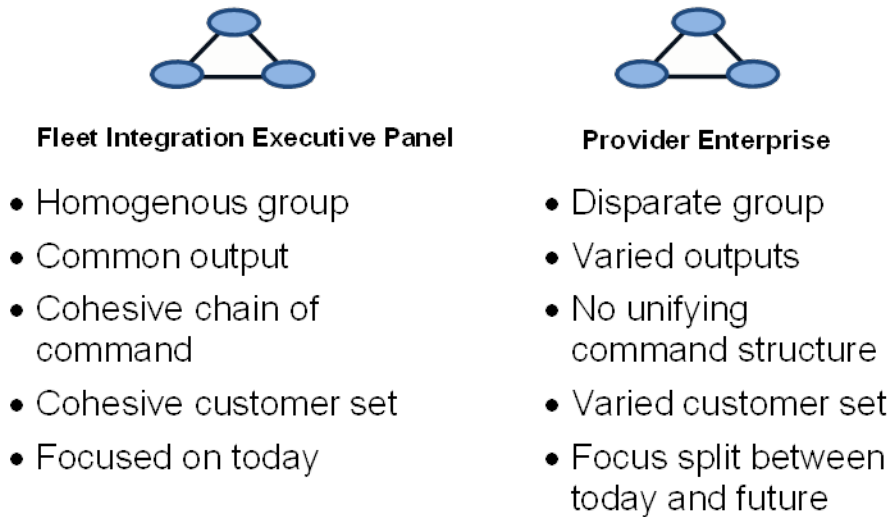 Fleet Integration Executive Panel
• Homogenous group
• Common output
• Cohesive chain of
command
• Cohesive customer set
• Focused on today
Provider Enterprise
• Disparate group
• Varied outputs
• No unifying
command structure
• Varied customer set
• Focus split between
today and future